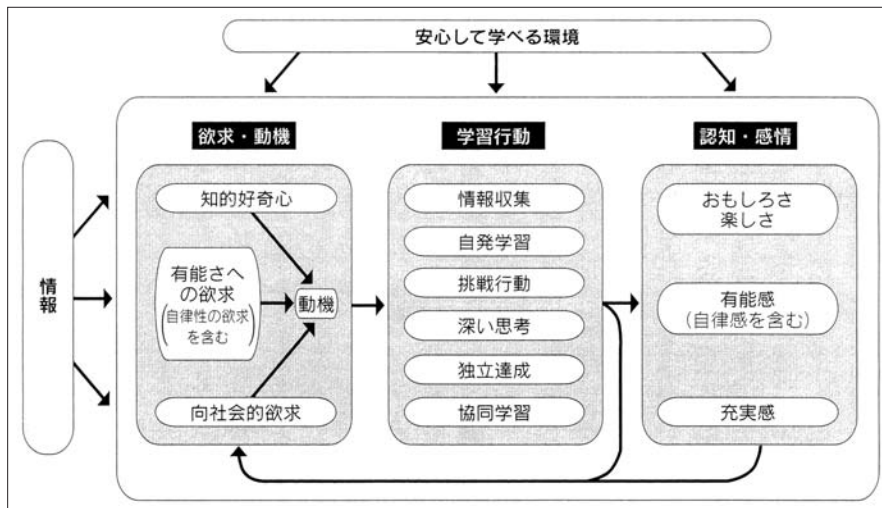 安心して学べる環境
情報
欲求・動機
知的好奇心
有能さへ
の欲求
(自律性の欲求
を含む)
動機
向社会的欲求
学習行動
情報収集
自発学習
挑戦行動
深い思考
独立達成
協同学習
認知・感情
おもしろさ
楽しさ
有能感
(自律感を含む)
充実感